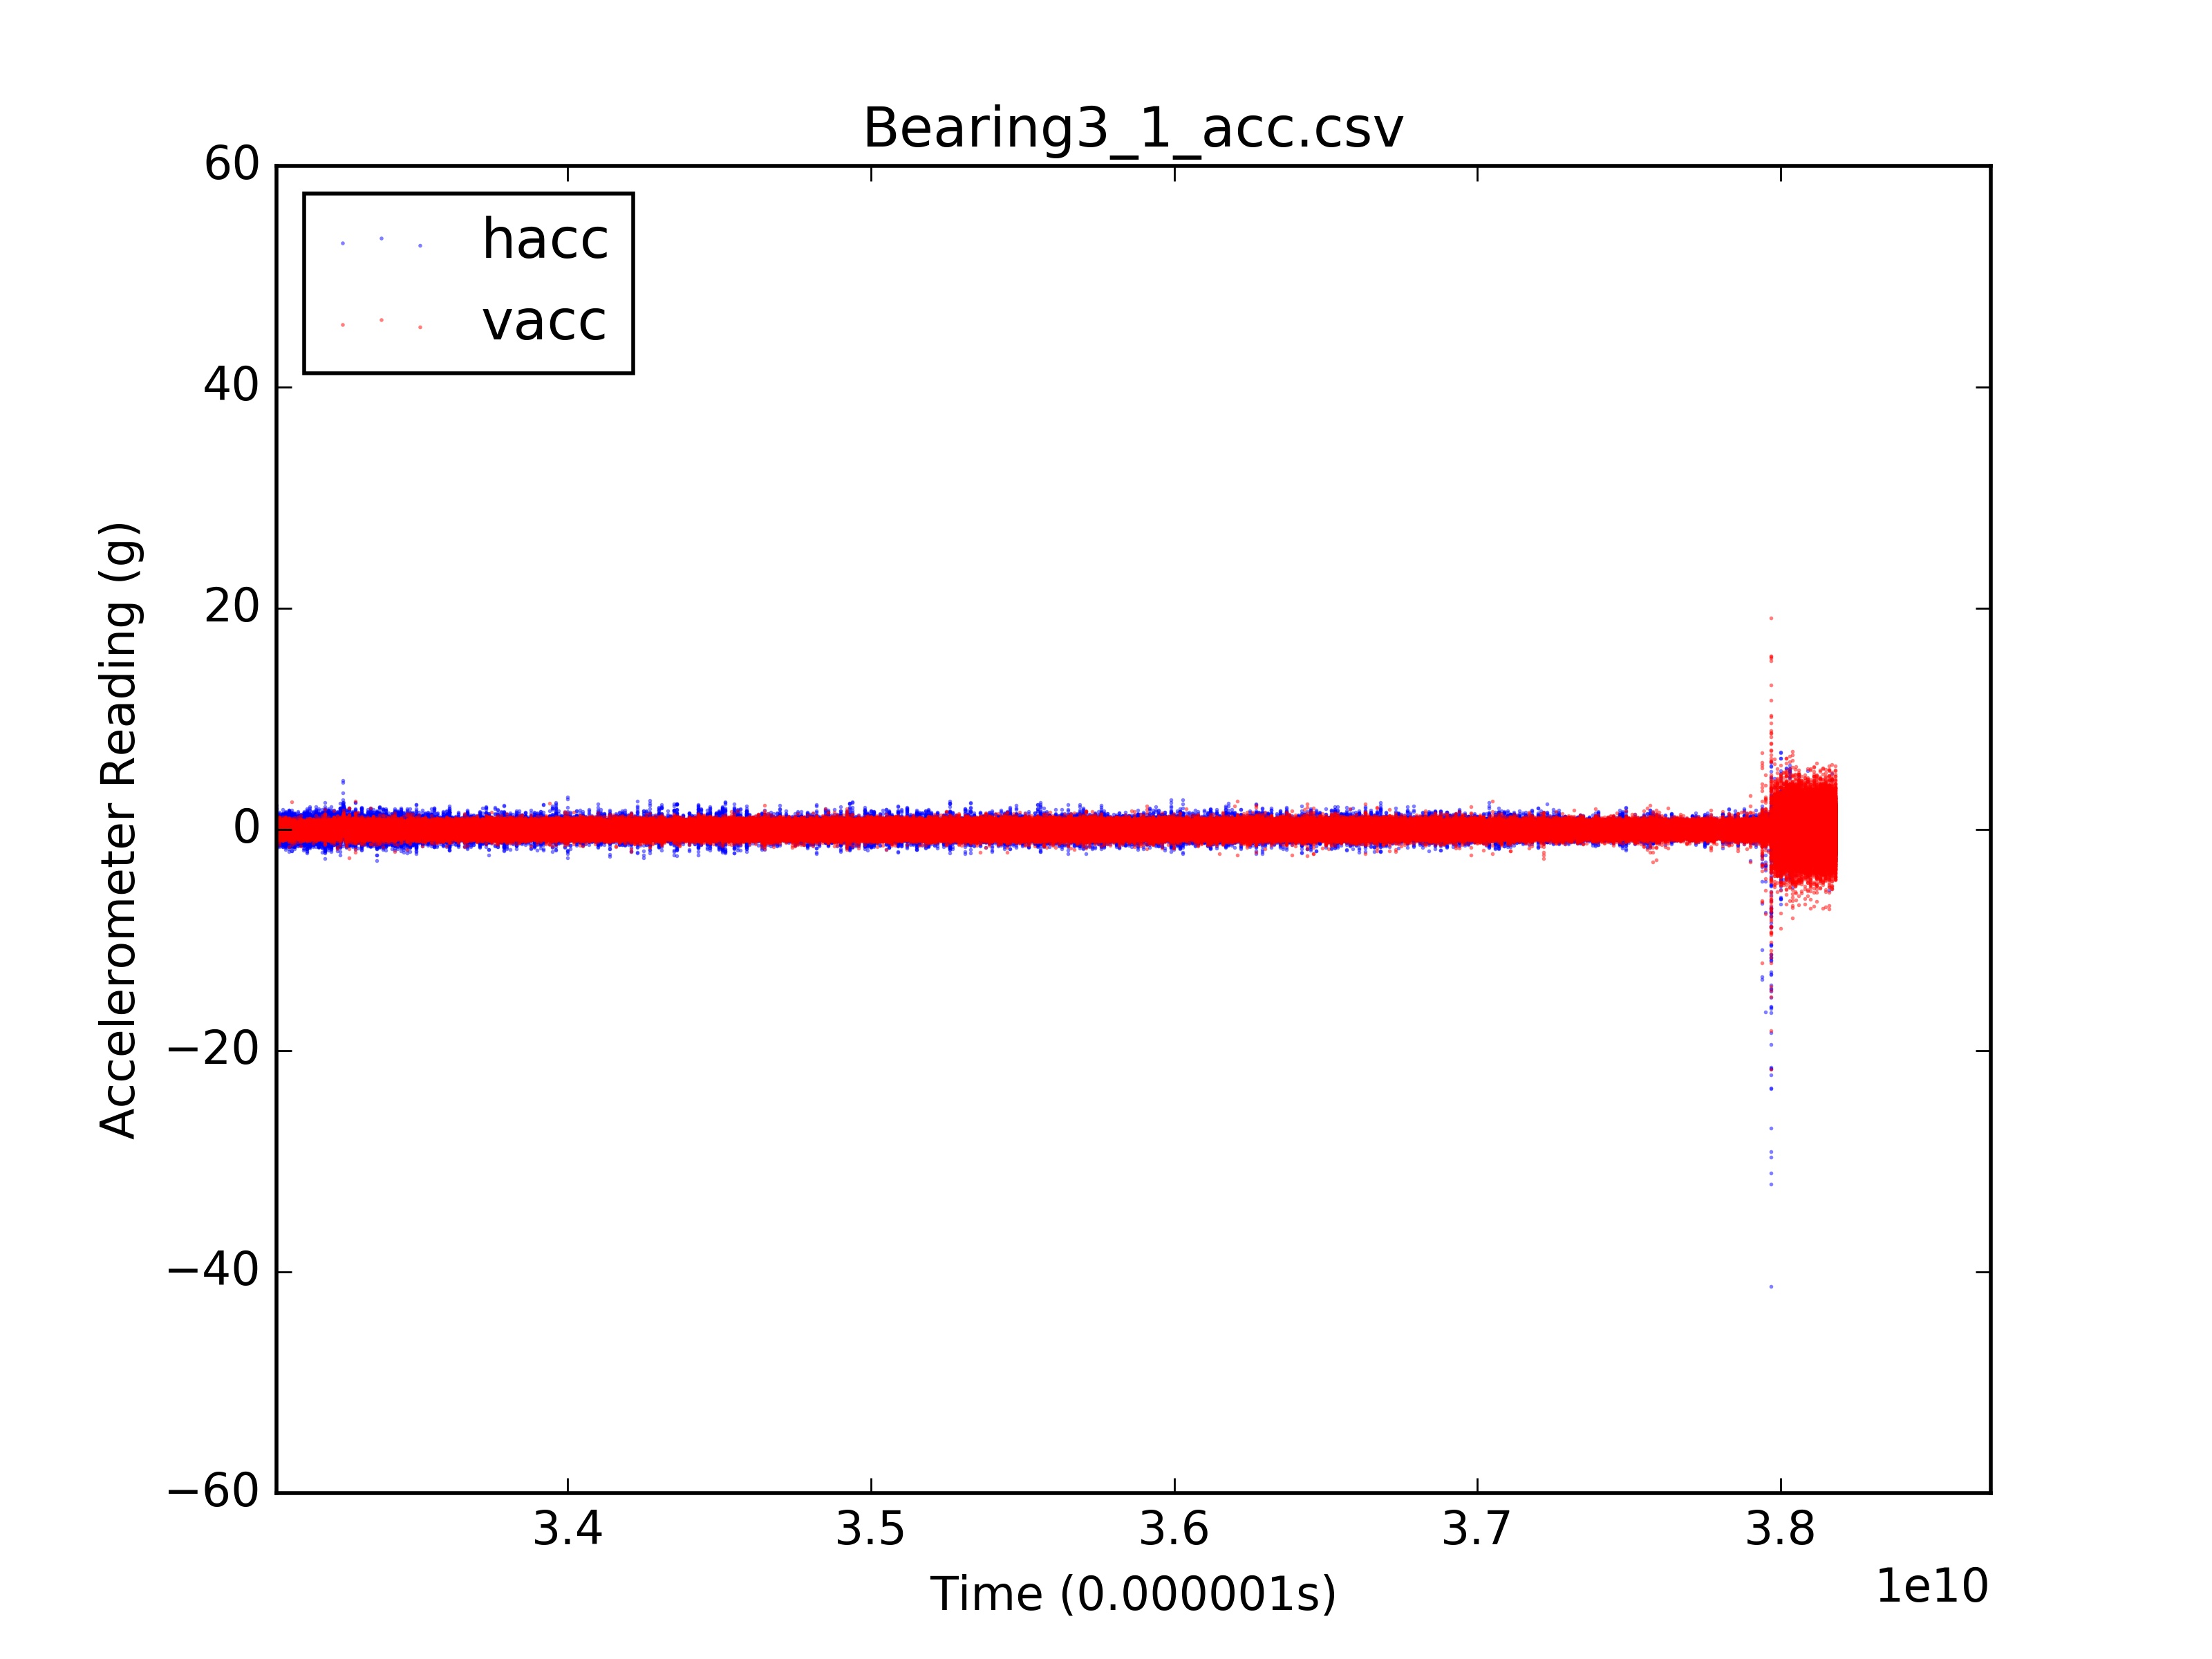 Bearing3_1_acc.csv
60
hacc
vacc
40
20
0
−20
−40
−60
Accelerometer Reading (g)
3.4 3.5 3.6 3.7 3.8
1e10
Time (0.000001s)